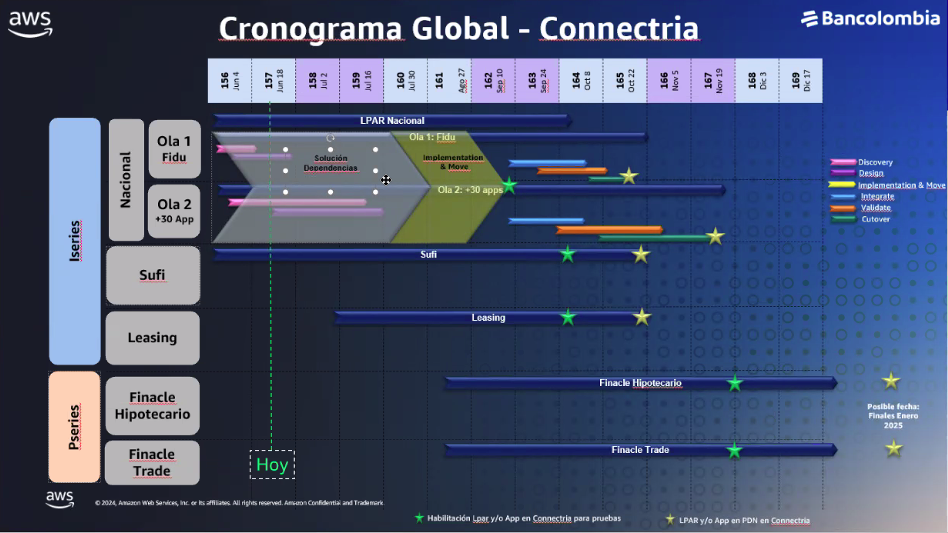 aws
Cronograma Global - Connectria
Bancolombia
156 Jun 4
157 Jun 18
158 Jul 2
159 Jul 16
160 Jul 30
161 Ago 27
162 Sep 10
163 Sep 24
164 Oct 8
165 Oct 22
166 Nov 5
167 Nov 19
168 Dic 3
169 Dic 17
LPAR Nacional
Iseries
Nacional
Ola 1
Fidu
Ola 1: Fidu
Solución
Dependencias
Implementation
& Move
Ola 2: +30 apps
Ola 2
+30 App
Discovery
Design
Implementation & Move
Integrate
Validate
Cutover
Sufi
Sufi
Leasing
Leasing
Pseries
Finacle
Hipotecario
Finacle Hipotecario
Posible fecha:
Finales Enero
2025
Finacle
Trade
Finacle Trade
Hoy
aws
© 2024, Amazon Web Services, Inc. or its affiliates. All rights reserved. Amazon Confidential and Trademark.
Habilitación Lpar y/o App en Connectria para pruebas
LPAR y/o App en PDN en Connectria